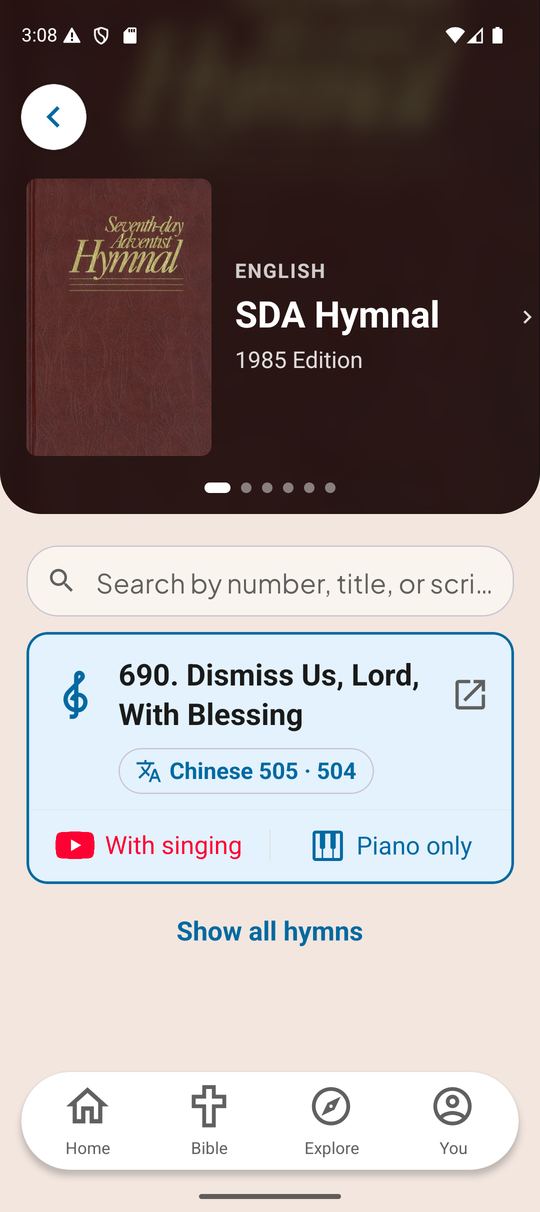 3:08
Seventh-day
Adventist
Hymnal
ENGLISH
SDA Hymnal
1985 Edition
Search by number, title, or scri...
690. Dismiss Us, Lord,
With Blessing
Chinese 505 · 504
With singing
Piano only
Show all hymns
Home
Bible
Explore
You